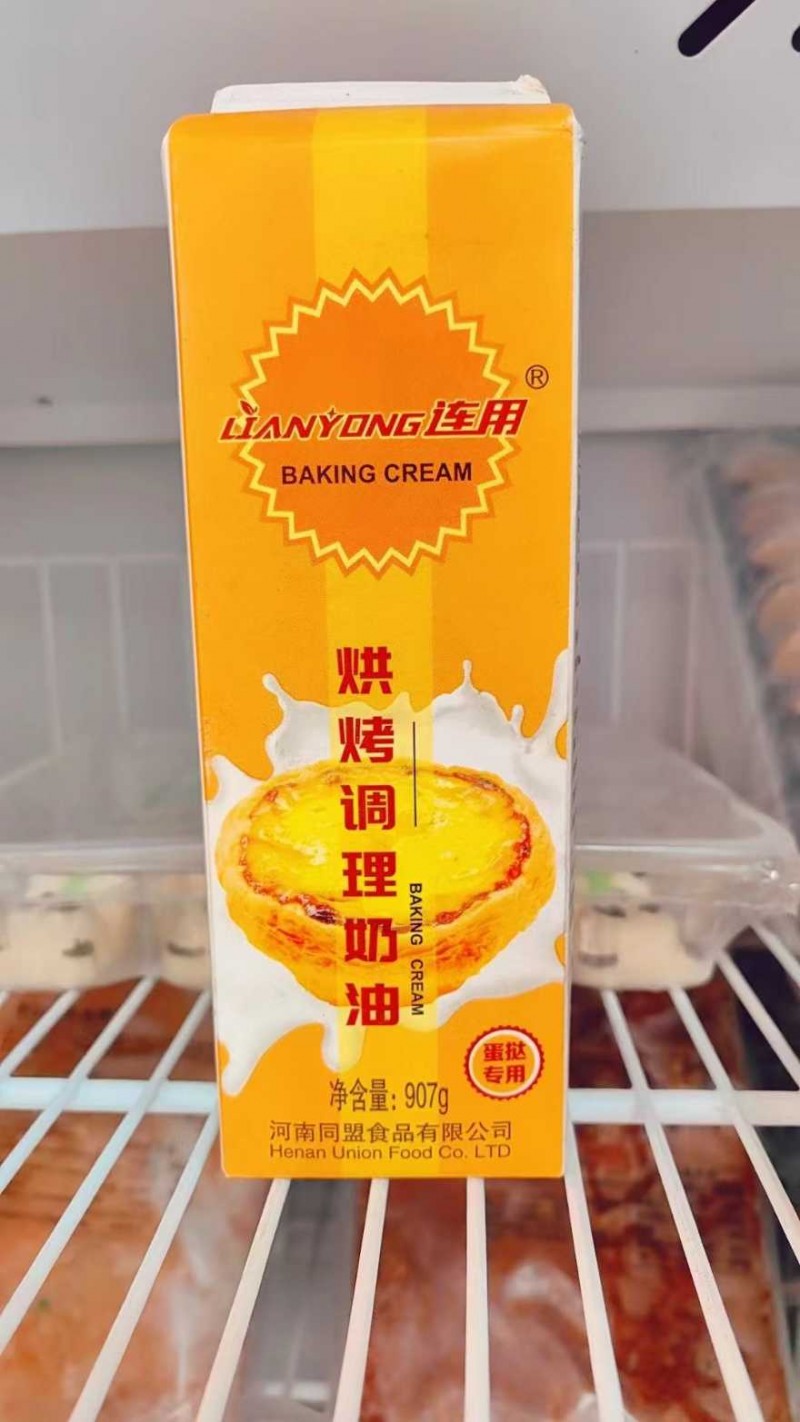 LIANYONG连用®
BAKING CREAM
烘烤调理奶油
BAKING CREAM
蛋挞
专用
净含量：907g
河南同盟食品有限公司
Henan Union Food Co. LTD